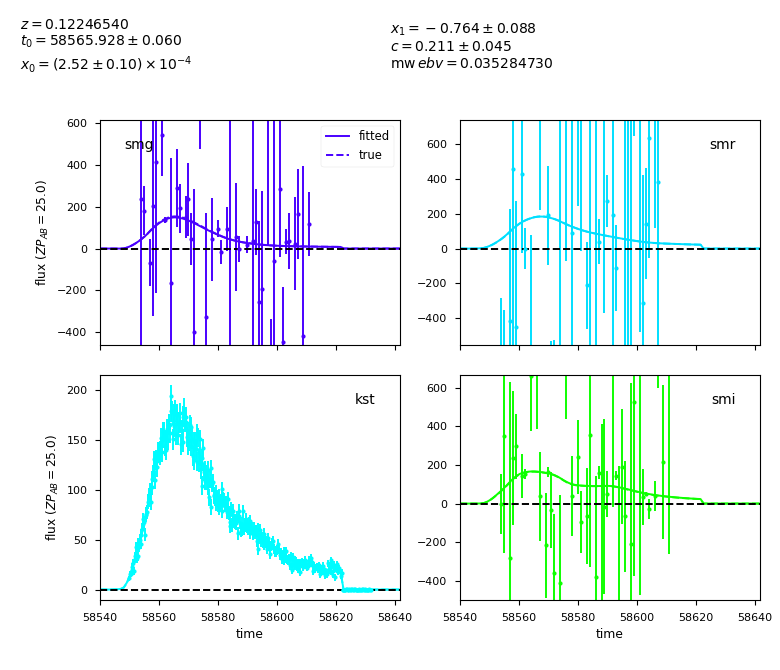 z = 0.12246540
t₀ = 58565.928 ± 0.060
x₀ = (2.52 ± 0.10) × 10⁻⁴
x₁ = −0.764 ± 0.088
c = 0.211 ± 0.045
mwebv = 0.035284730
smg
fitted
true
600
400
200
0
−200
−400
flux (ZP_AB = 25.0)
smr
600
400
200
0
−200
−400
kst
200
150
100
50
0
flux (ZP_AB = 25.0)
58540 58560 58580 58600 58620 58640
time
smi
600
400
200
0
−200
−400
58540 58560 58580 58600 58620 58640
time